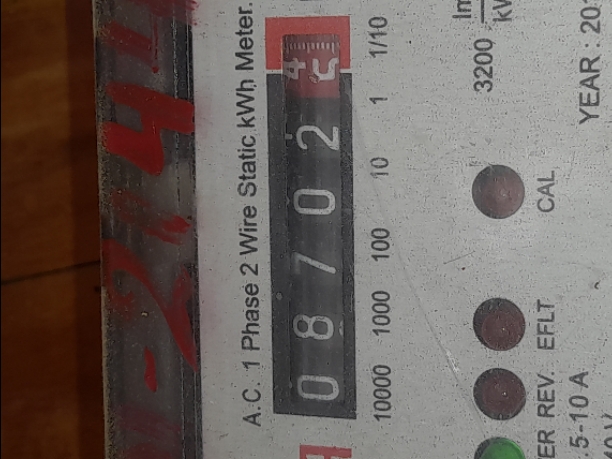 A.C. 1 Phase 2 Wire Static kWh Meter.
0 8 7 0 2
10000 1000 100 10 1 1/10
3200
REV. EFLT CAL
YEAR : 20
.5-10 A